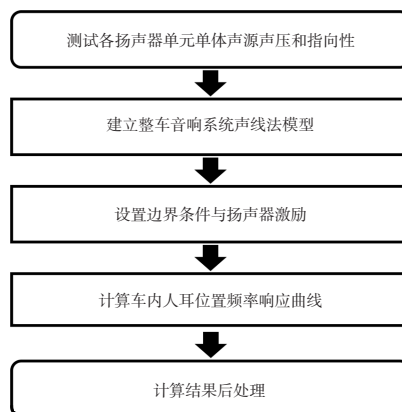 测试各扬声器单元单体声源声压和指向性
建立整车音响系统声线法模型
设置边界条件与扬声器激励
计算车内人耳位置频率响应曲线
计算结果后处理